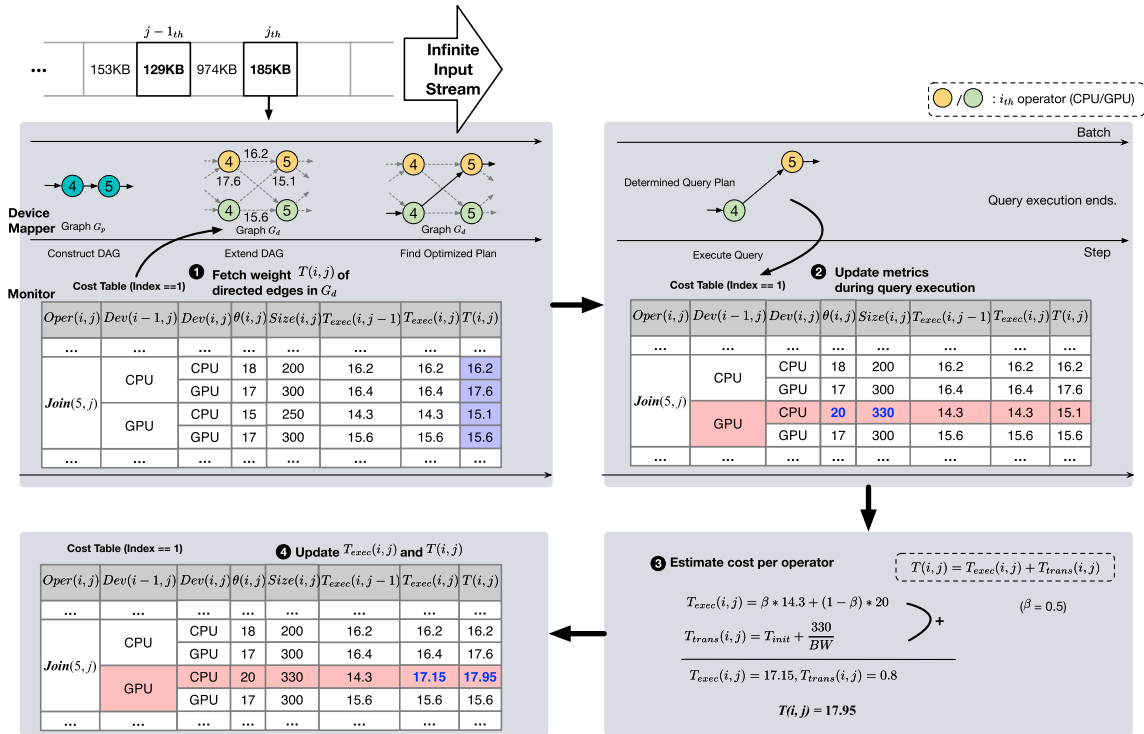 j − 1th
jth
••• 153KB 129KB 974KB 185KB
Infinite
Input
Stream
/ : ith operator (CPU/GPU)
4 5
Graph Gp
Construct DAG
4 16.2 5
17.6 15.1
4 15.6 5
Graph Gd
Extend DAG
4 5
4 5
Graph Gd
Find Optimized Plan
Device
Mapper
Monitor
Cost Table (Index ==1)
1 Fetch weight T(i, j) of
directed edges in Gd
Oper(i, j) Dev(i − 1, j) Dev(i, j) θ(i, j) Size(i, j) Texec(i, j − 1) Texec(i, j) T(i, j)
... ... ... ... ... ... ... ...
Join(5, j) CPU CPU 18 200 16.2 16.2 16.2
GPU 17 300 16.4 16.4 17.6
GPU CPU 15 250 14.3 14.3 15.1
GPU 17 300 15.6 15.6 15.6
... ... ... ... ... ... ... ...
Batch
5
Determined Query Plan
4
Query execution ends.
Execute Query
Step
Cost Table (Index == 1)
2 Update metrics
during query execution
Oper(i, j) Dev(i − 1, j) Dev(i, j) θ(i, j) Size(i, j) Texec(i, j − 1) Texec(i, j) T(i, j)
... ... ... ... ... ... ... ...
Join(5, j) CPU CPU 18 200 16.2 16.2 16.2
GPU 17 300 16.4 16.4 17.6
GPU CPU 20 330 14.3 14.3 15.1
GPU 17 300 15.6 15.6 15.6
... ... ... ... ... ... ... ...
3 Estimate cost per operator
T(i, j) = Texec(i, j) + Ttrans(i, j)
Texec(i, j) = β * 14.3 + (1 − β) * 20
(β = 0.5)
+
Ttrans(i, j) = Tinit + 330/BW
Texec(i, j) = 17.15, Ttrans(i, j) = 0.8
T(i, j) = 17.95
Cost Table (Index == 1)
4 Update Texec(i, j) and T(i, j)
Oper(i, j) Dev(i − 1, j) Dev(i, j) θ(i, j) Size(i, j) Texec(i, j − 1) Texec(i, j) T(i, j)
... ... ... ... ... ... ... ...
Join(5, j) CPU CPU 18 200 16.2 16.2 16.2
GPU 17 300 16.4 16.4 17.6
GPU CPU 20 330 14.3 17.15 17.95
GPU 17 300 15.6 15.6 15.6
... ... ... ... ... ... ... ...